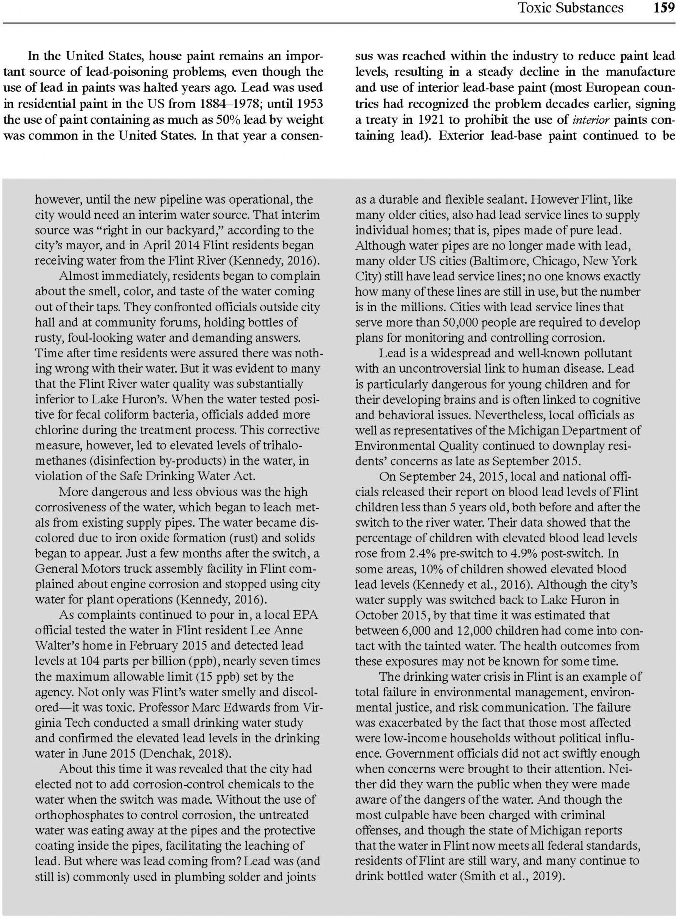 Toxic Substances 159
In the United States, house paint remains an impor-
tant source of lead-poisoning problems, even though the
use of lead in paints was halted years ago. Lead was used
in residential paint in the US from 1884–1978; until 1953
the use of paint containing as much as 50% lead by weight
was common in the United States. In that year a consen-
sus was reached within the industry to reduce paint lead
levels, resulting in a steady decline in the manufacture
and use of interior lead-base paint (most European coun-
tries had recognized the problem decades earlier, signing
a treaty in 1921 to prohibit the use of interior paints con-
taining lead). Exterior lead-base paint continued to be
however, until the new pipeline was operational, the
city would need an interim water source. That interim
source was “right in our backyard,” according to the
city’s mayor, and in April 2014 Flint residents began
receiving water from the Flint River (Kennedy, 2016).
Almost immediately, residents began to complain
about the smell, color, and taste of the water coming
out of their taps. They confronted officials outside city
hall and at community forums, holding bottles of
rusty, foul-looking water and demanding answers.
Time after time residents were assured there was noth-
ing wrong with their water. But it was evident to many
that the Flint River water quality was substantially
inferior to Lake Huron’s. When the water tested posi-
tive for fecal coliform bacteria, officials added more
chlorine during the treatment process. This corrective
measure, however, led to elevated levels of trihalo-
methanes (disinfection by-products) in the water, in
violation of the Safe Drinking Water Act.
More dangerous and less obvious was the high
corrosiveness of the water, which began to leach met-
als from existing supply pipes. The water became dis-
colored due to iron oxide formation (rust) and solids
began to appear. Just a few months after the switch, a
General Motors truck assembly facility in Flint com-
plained about engine corrosion and stopped using city
water for plant operations (Kennedy, 2016).
As complaints continued to pour in, a local EPA
official tested the water in Flint resident Lee Anne
Walter’s home in February 2015 and detected lead
levels at 104 parts per billion (ppb), nearly seven times
the maximum allowable limit (15 ppb) set by the
agency. Not only was Flint’s water smelly and discol-
ored—it was toxic. Professor Marc Edwards from Vir-
ginia Tech conducted a small drinking water study
and confirmed the elevated lead levels in the drinking
water in June 2015 (Denchak, 2018).
About this time it was revealed that the city had
elected not to add corrosion-control chemicals to the
water when the switch was made. Without the use of
orthophosphates to control corrosion, the untreated
water was eating away at the pipes and the protective
coating inside the pipes, facilitating the leaching of
lead. But where was lead coming from? Lead was (and
still is) commonly used in plumbing solder and joints
as a durable and flexible sealant. However Flint, like
many older cities, also had lead service lines to supply
individual homes; that is, pipes made of pure lead.
Although water pipes are no longer made with lead,
many older US cities (Baltimore, Chicago, New York
City) still have lead service lines; no one knows exactly
how many of these lines are still in use, but the number
is in the millions. Cities with lead service lines that
serve more than 50,000 people are required to develop
plans for monitoring and controlling corrosion.
Lead is a widespread and well-known pollutant
with an uncontroversial link to human disease. Lead
is particularly dangerous for young children and for
their developing brains and is often linked to cognitive
and behavioral issues. Nevertheless, local officials as
well as representatives of the Michigan Department of
Environmental Quality continued to downplay resi-
dents’ concerns as late as September 2015.
On September 24, 2015, local and national offi-
cials released their report on blood lead levels of Flint
children less than 5 years old, both before and after the
switch to the river water. Their data showed that the
percentage of children with elevated blood lead levels
rose from 2.4% pre-switch to 4.9% post-switch. In
some areas, 10% of children showed elevated blood
lead levels (Kennedy et al., 2016). Although the city’s
water supply was switched back to Lake Huron in
October 2015, by that time it was estimated that
between 6,000 and 12,000 children had come into con-
tact with the tainted water. The health outcomes from
these exposures may not be known for some time.
The drinking water crisis in Flint is an example of
total failure in environmental management, environ-
mental justice, and risk communication. The failure
was exacerbated by the fact that those most affected
were low-income households without political influ-
ence. Government officials did not act swiftly enough
when concerns were brought to their attention. Nei-
ther did they warn the public when they were made
aware of the dangers of the water. And though the
most culpable have been charged with criminal
offenses, and though the state of Michigan reports
that the water in Flint now meets all federal standards,
residents of Flint are still wary, and many continue to
drink bottled water (Smith et al., 2019).